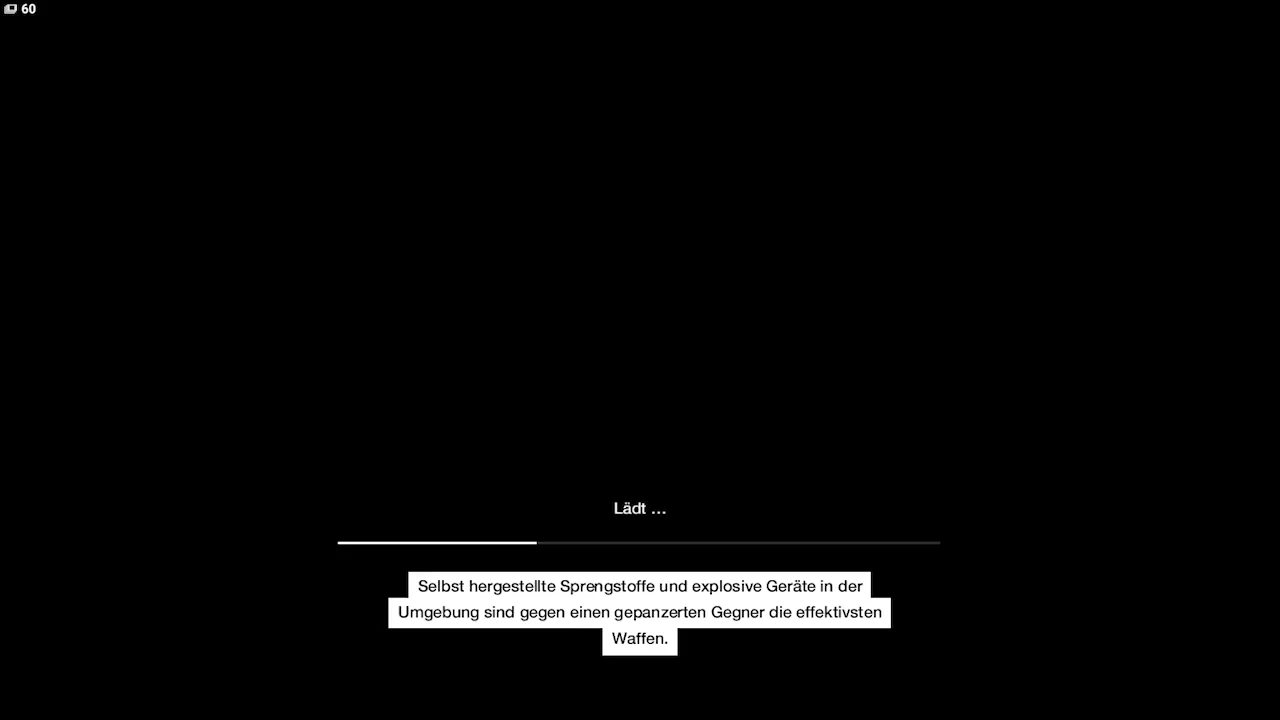 60
Lädt ...
Selbst hergestellte Sprengstoffe und explosive Geräte in der
Umgebung sind gegen einen gepanzerten Gegner die effektivsten
Waffen.